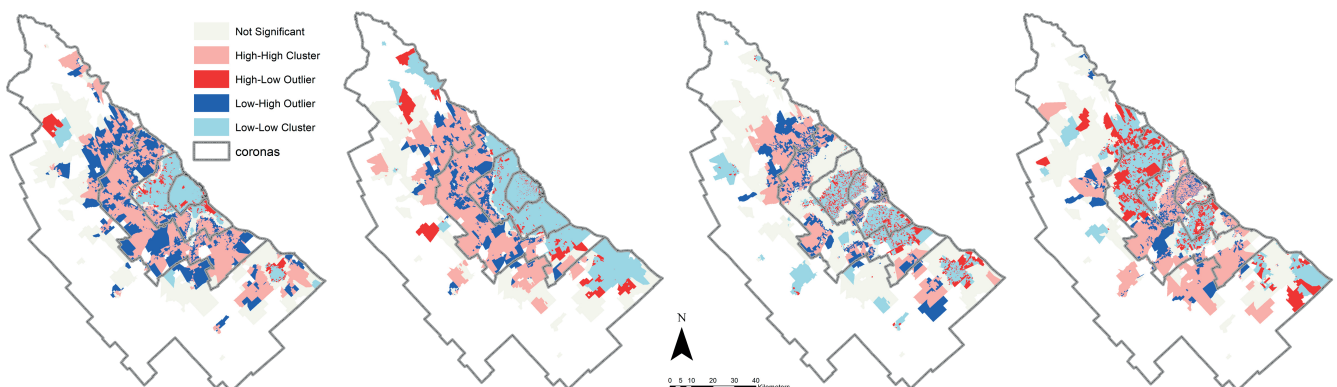 Not Significant
High-High Cluster
High-Low Outlier
Low-High Outlier
Low-Low Cluster
coronas
N
0 5 10 20 30 40
Kilometers